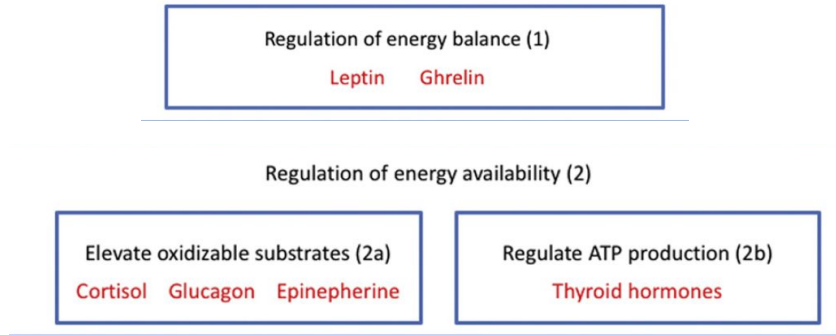 Regulation of energy balance (1)
Leptin Ghrelin
Regulation of energy availability (2)
Elevate oxidizable substrates (2a)
Cortisol Glucagon Epinepherine
Regulate ATP production (2b)
Thyroid hormones